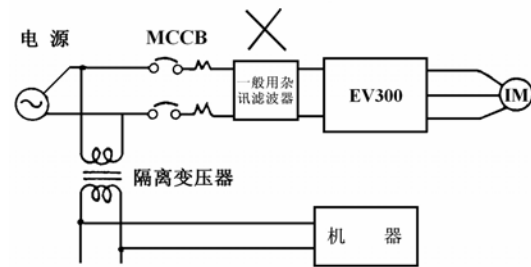 电 源
MCCB
一般用杂
讯滤波器
EV300
IM
隔离变压器
机 器